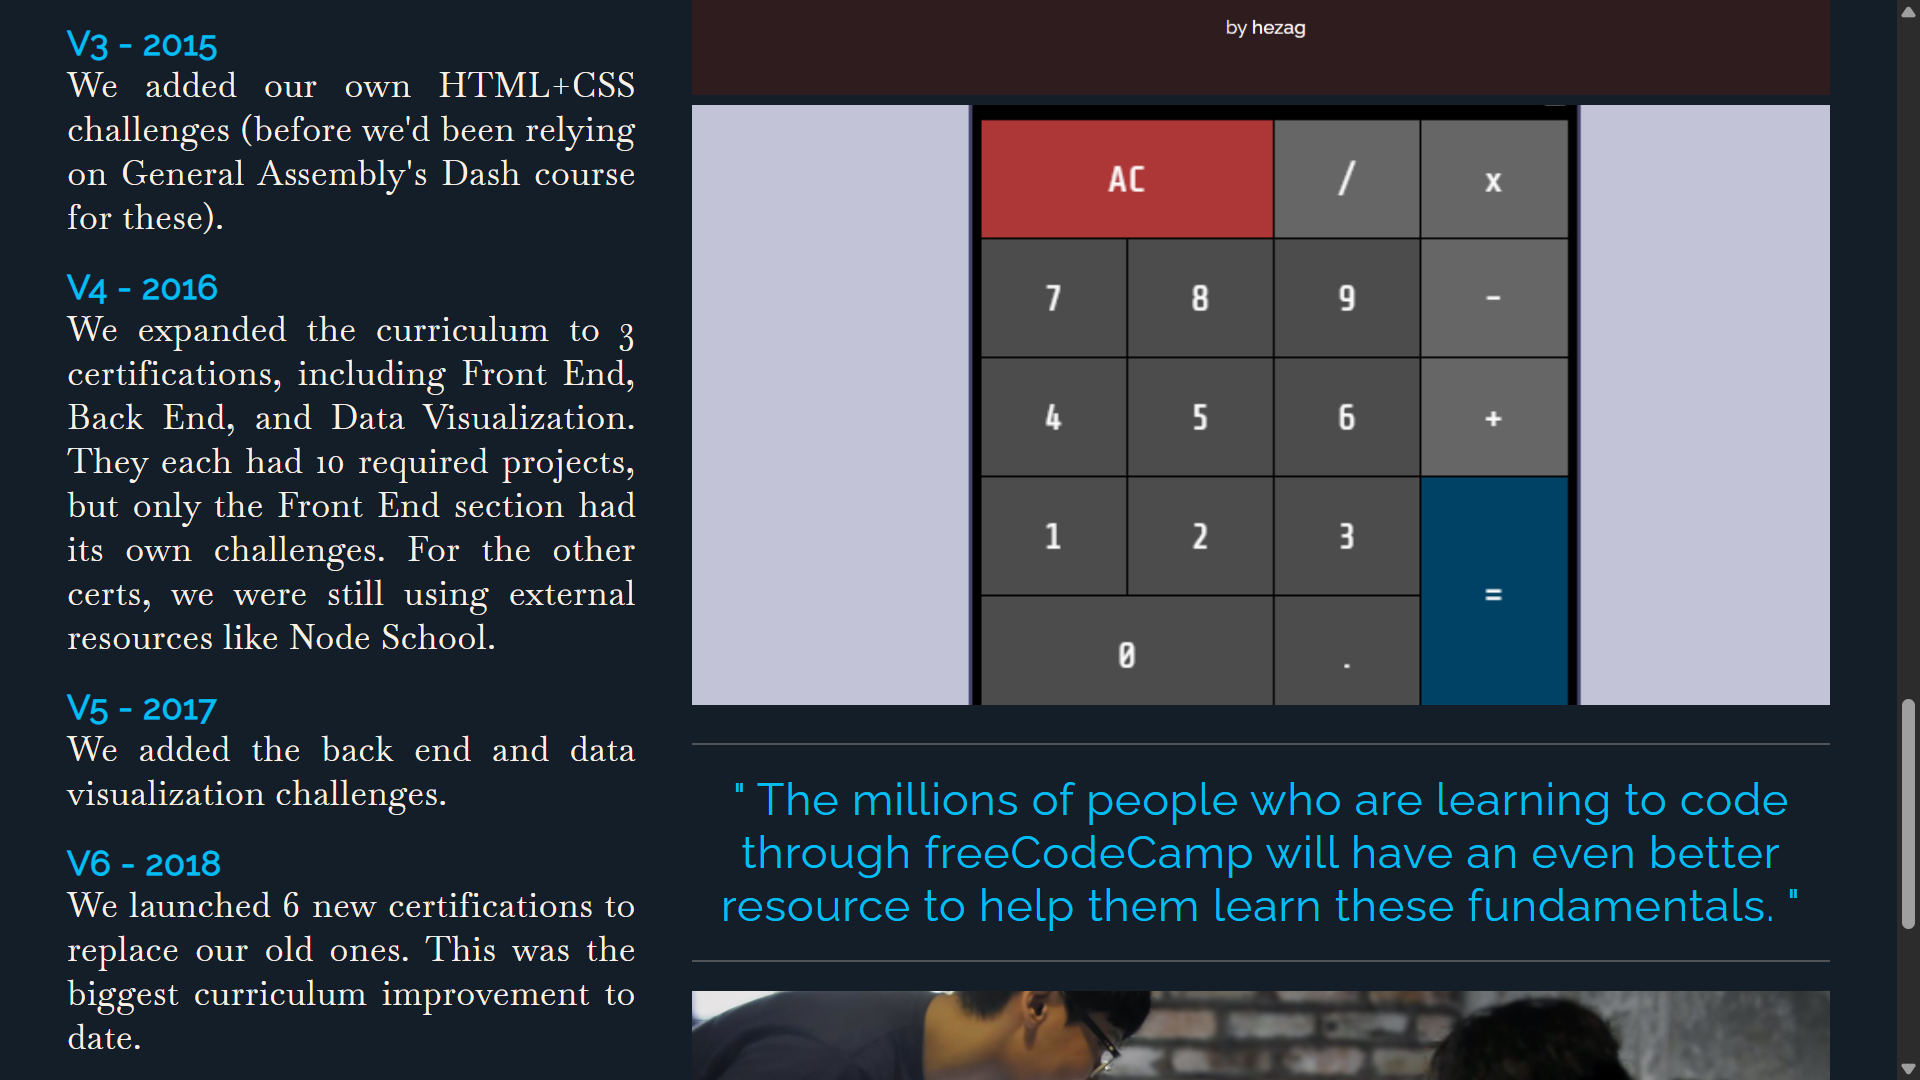 V3 - 2015
We added our own HTML+CSS
challenges (before we'd been relying
on General Assembly's Dash course
for these).
V4 - 2016
We expanded the curriculum to 3
certifications, including Front End,
Back End, and Data Visualization.
They each had 10 required projects,
but only the Front End section had
its own challenges. For the other
certs, we were still using external
resources like Node School.
V5 - 2017
We added the back end and data
visualization challenges.
V6 - 2018
We launched 6 new certifications to
replace our old ones. This was the
biggest curriculum improvement to
date.
by hezag
AC / x
7 8 9 -
4 5 6 +
1 2 3
=
0 .
" The millions of people who are learning to code
through freeCodeCamp will have an even better
resource to help them learn these fundamentals. "